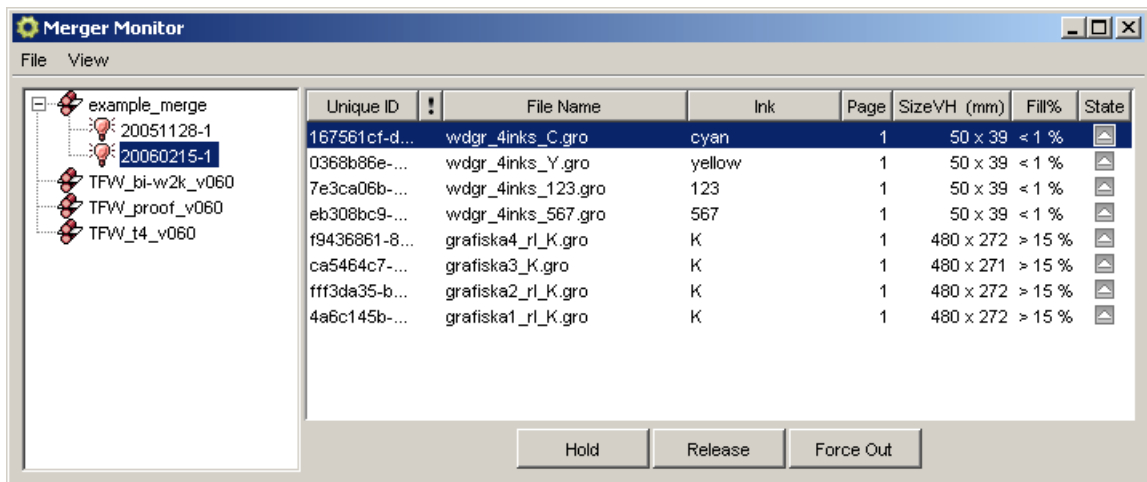 Merger Monitor
File View
example_merge
20051128-1
20060215-1
TFW_bi-w2k_v060
TFW_proof_v060
TFW_t4_v060
Unique ID ! File Name Ink Page SizeVH (mm) Fill% State
167561cf-d... wdgr_4inks_C.gro cyan 1 50 x 39 < 1 %
0368b86e-... wdgr_4inks_Y.gro yellow 1 50 x 39 < 1 %
7e3ca06b-... wdgr_4inks_123.gro 123 1 50 x 39 < 1 %
eb308bc9-... wdgr_4inks_567.gro 567 1 50 x 39 < 1 %
f9436861-8... grafiska4_rl_K.gro K 1 480 x 272 > 15 %
ca5464c7-... grafiska3_K.gro K 1 480 x 271 > 15 %
fff3da35-b... grafiska2_rl_K.gro K 1 480 x 272 > 15 %
4a6c145b-... grafiska1_rl_K.gro K 1 480 x 272 > 15 %
Hold Release Force Out